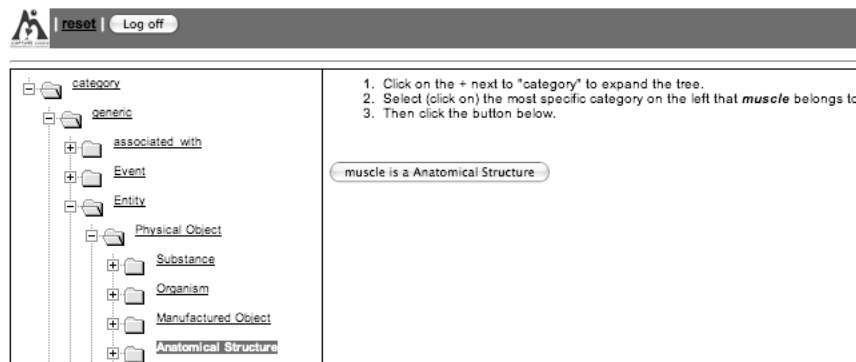 | reset | Log off
category
generic
associated_with
Event
Entity
Physical Object
Substance
Organism
Manufactured Object
Anatomical Structure
1. Click on the + next to "category" to expand the tree.
2. Select (click on) the most specific category on the left that muscle belongs to
3. Then click the button below.
muscle is a Anatomical Structure